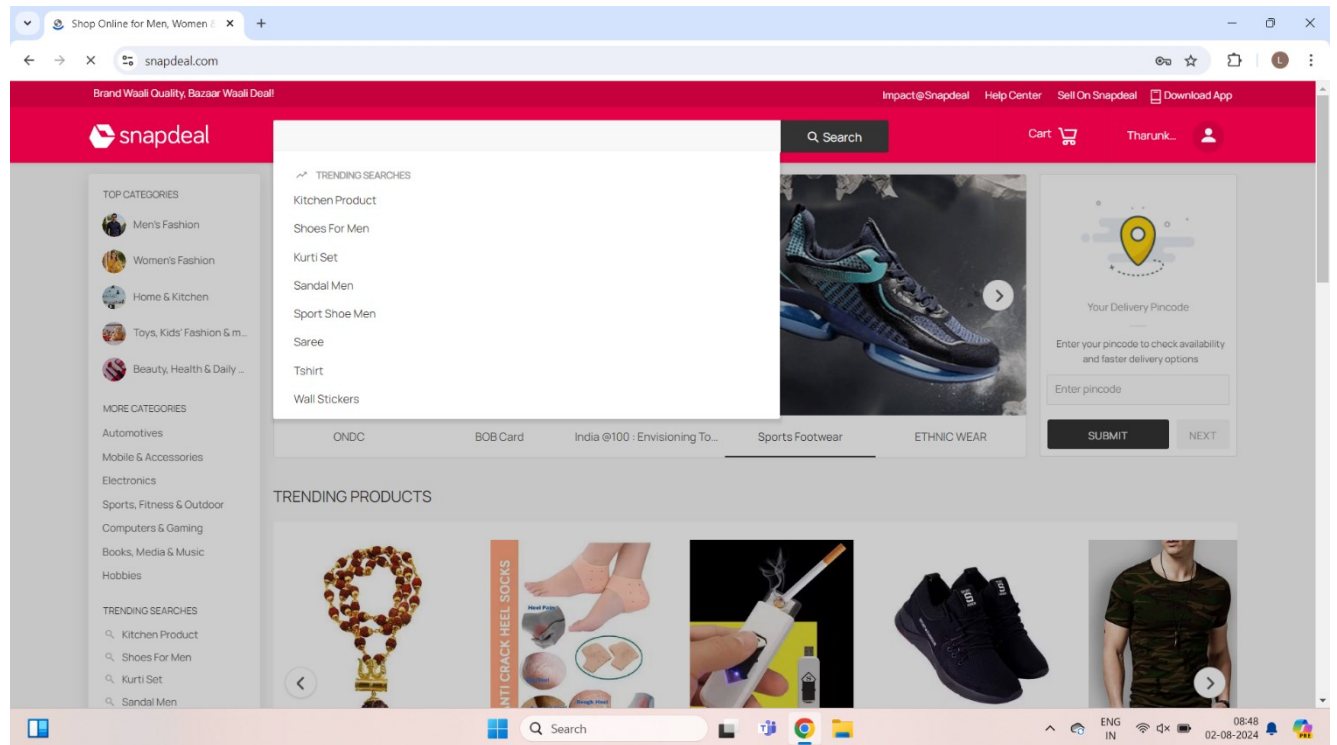 Shop Online for Men, Women &
snapdeal.com
Brand Waali Quality, Bazaar Waali Deal!
Impact@Snapdeal Help Center Sell On Snapdeal Download App
snapdeal
Search
Cart
Tharunk...
TOP CATEGORIES
Men's Fashion
Women's Fashion
Home & Kitchen
Toys, Kids' Fashion & m...
Beauty, Health & Daily ...
MORE CATEGORIES
Automotives
Mobile & Accessories
Electronics
Sports, Fitness & Outdoor
Computers & Gaming
Books, Media & Music
Hobbies
TRENDING SEARCHES
Kitchen Product
Shoes For Men
Kurti Set
Sandal Men
TRENDING SEARCHES
Kitchen Product
Shoes For Men
Kurti Set
Sandal Men
Sport Shoe Men
Saree
Tshirt
Wall Stickers
ONDC BOB Card India @100 : Envisioning To... Sports Footwear ETHNIC WEAR
Your Delivery Pincode
Enter your pincode to check availability
and faster delivery options
Enter pincode
SUBMIT NEXT
TRENDING PRODUCTS
ANTI CRACK HEEL SOCKS
Heel Pain
Rough Heel
Search
ENG
IN
08:48
02-08-2024
PRE
L